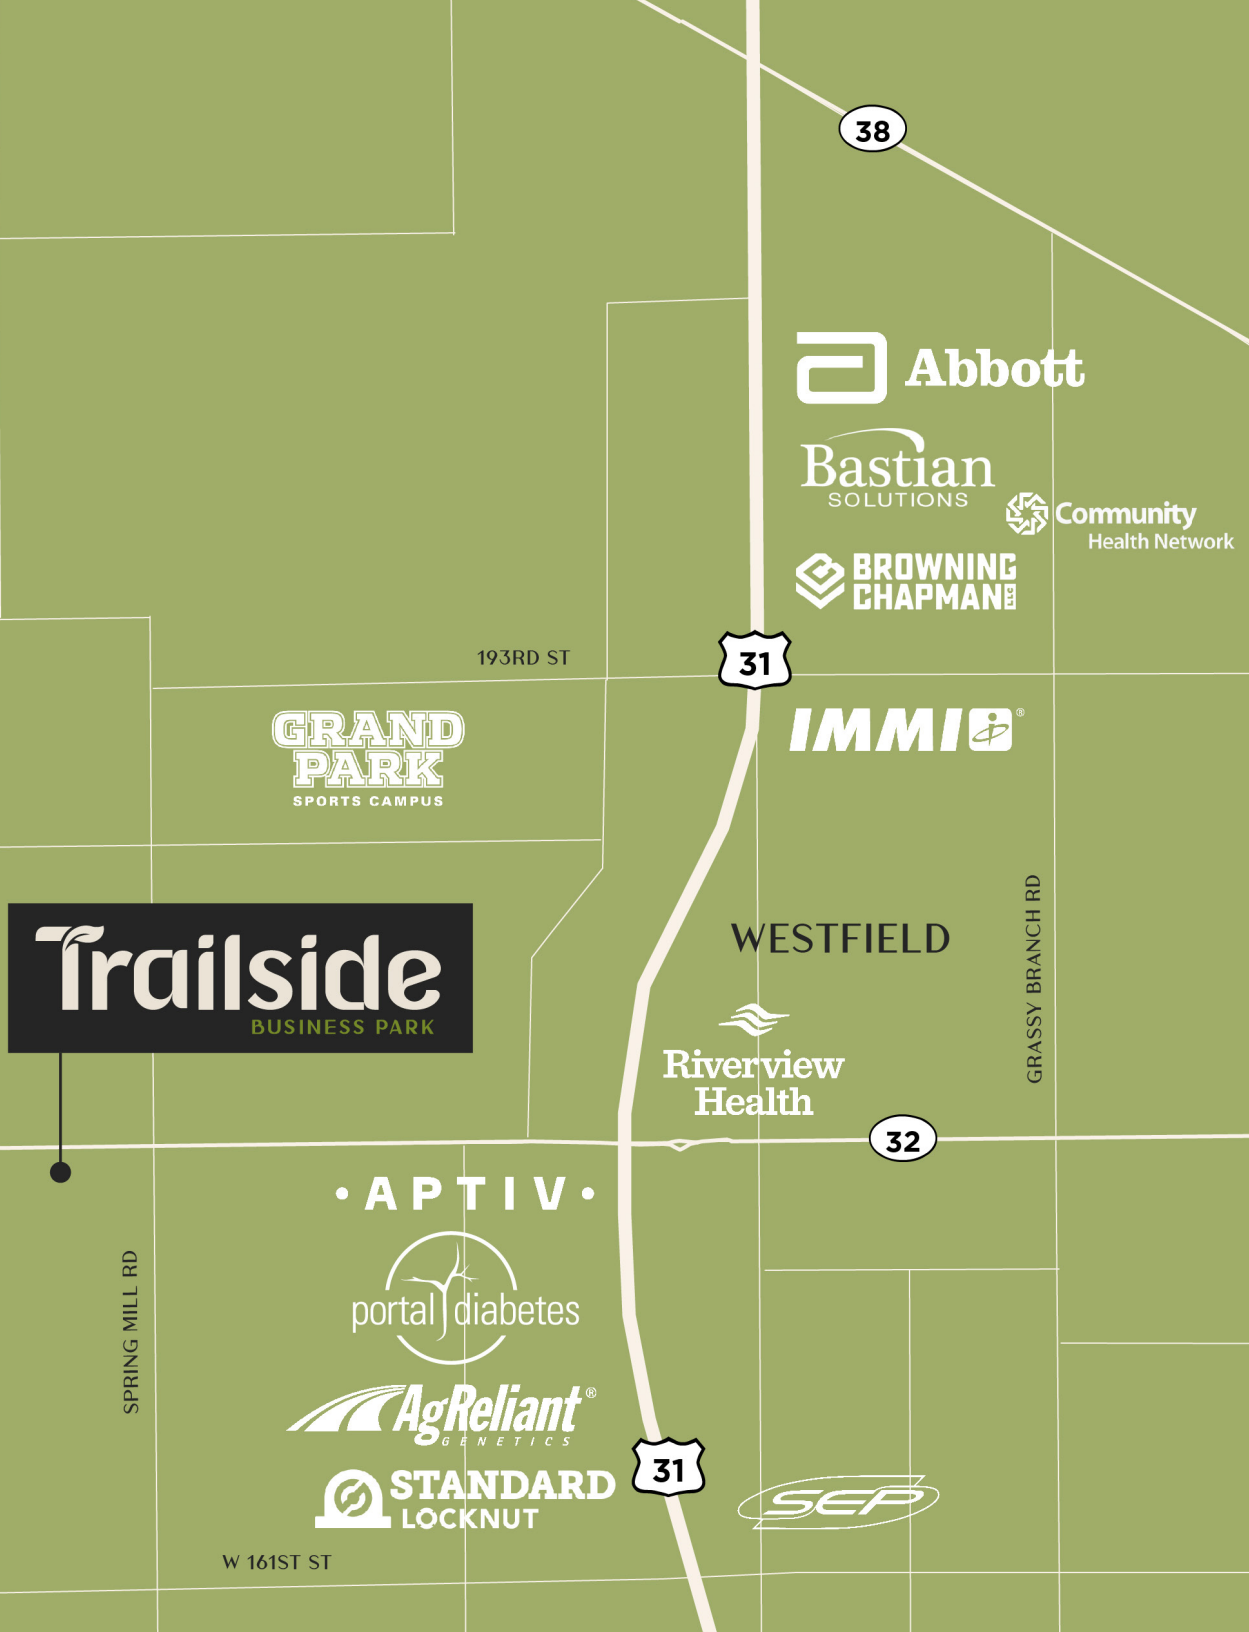 38
Abbott
Bastian
SOLUTIONS
Community
Health Network
BROWNING
CHAPMAN LLC
193RD ST
31
GRAND
PARK
SPORTS CAMPUS
IMMI ®
Trailside
BUSINESS PARK
WESTFIELD
GRASSY BRANCH RD
Riverview
Health
32
• APTIV •
SPRING MILL RD
portal diabetes
AgReliant®
GENETICS
STANDARD
LOCKNUT
31
SEP
W 161ST ST